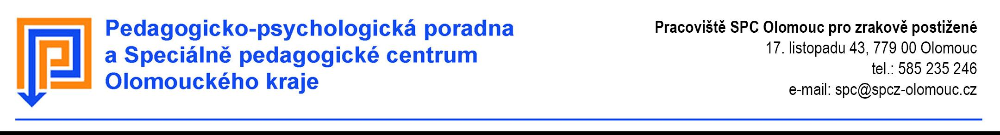 Pedagogicko-psychologická poradna
a Speciálně pedagogické centrum
Olomouckého kraje
Pracoviště SPC Olomouc pro zrakově postižené
17. listopadu 43, 779 00 Olomouc
tel.: 585 235 246
e-mail: spc@spcz-olomouc.cz